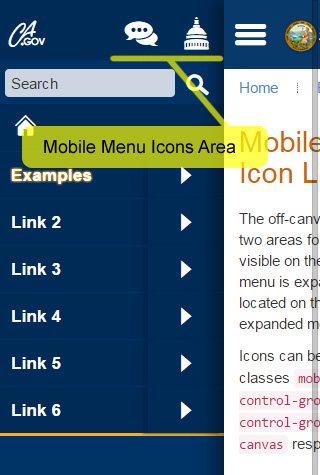 CA
.GOV
Search
Mobile Menu Icons Area
Examples
Link 2
Link 3
Link 4
Link 5
Link 6
Home
Mobile
Icon L
The off-canv
two areas fo
visible on the
menu is expa
located on th
expanded m
Icons can be
classes mob
control-gro
control-gro
canvas resp